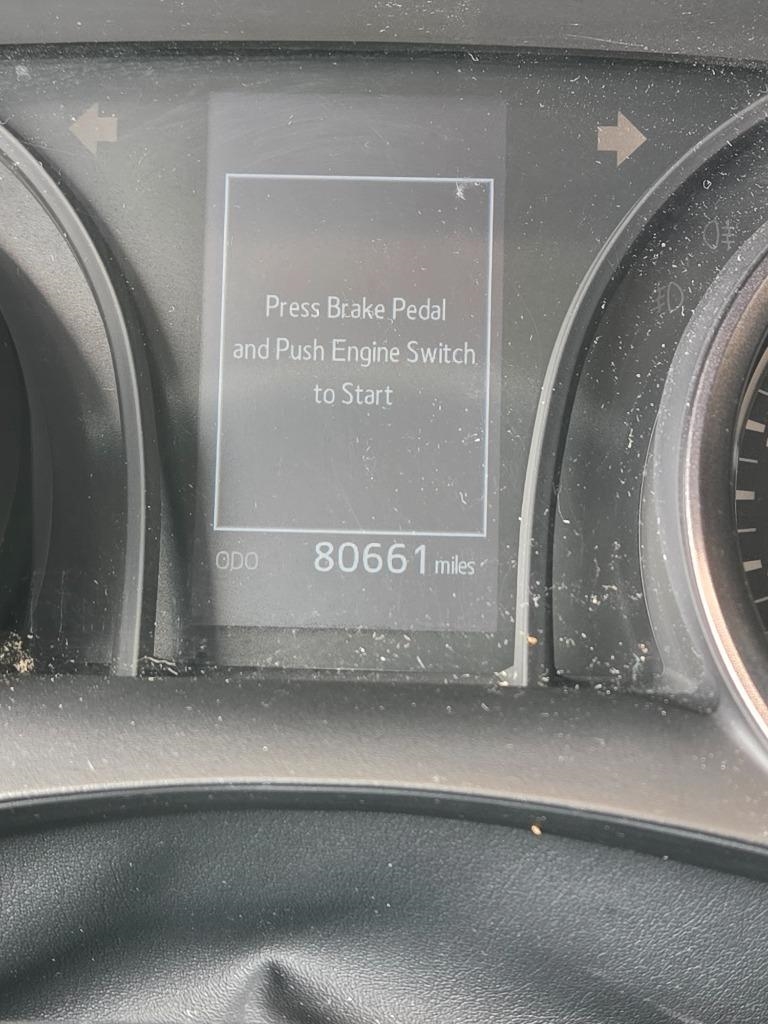 Press Brake Pedal
and Push Engine Switch
to Start
ODO 80661 miles